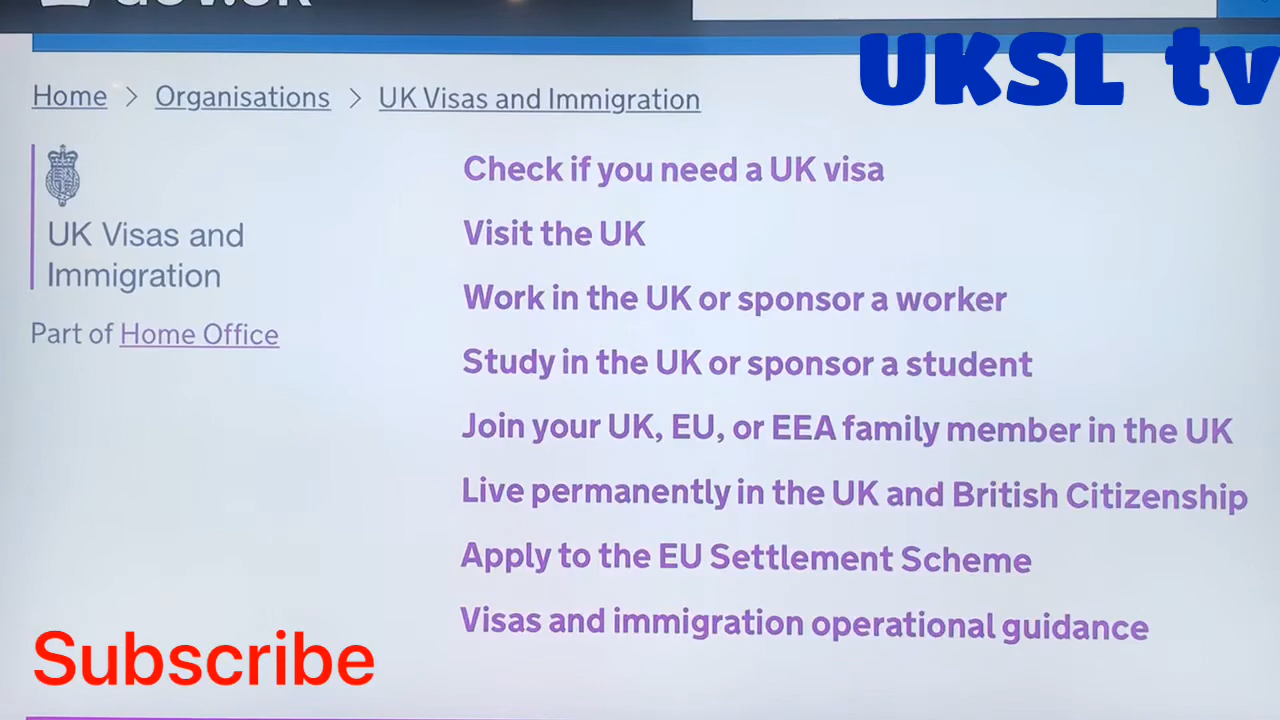 gov.uk
UKSL tv
Home > Organisations > UK Visas and Immigration
UK Visas and
Immigration
Part of Home Office
Check if you need a UK visa
Visit the UK
Work in the UK or sponsor a worker
Study in the UK or sponsor a student
Join your UK, EU, or EEA family member in the UK
Live permanently in the UK and British Citizenship
Apply to the EU Settlement Scheme
Visas and immigration operational guidance
Subscribe